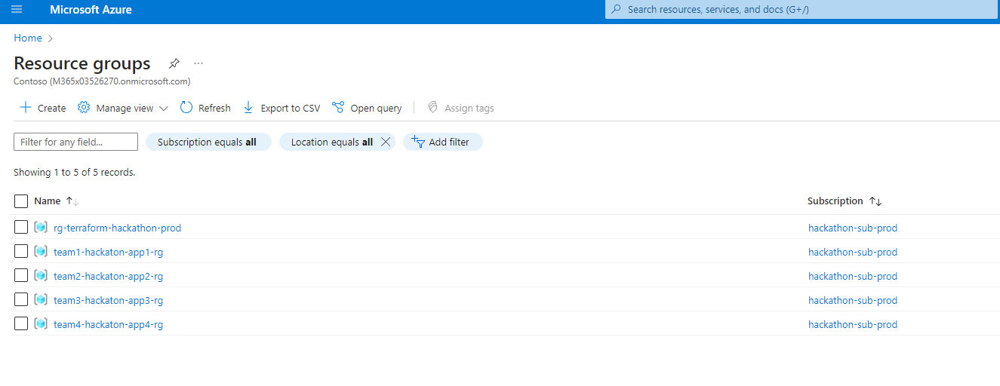 Microsoft Azure
Search resources, services, and docs (G+/)
Home
Resource groups
Contoso (M365x03526270.onmicrosoft.com)
Create Manage view Refresh Export to CSV Open query Assign tags
Filter for any field... Subscription equals all Location equals all Add filter
Showing 1 to 5 of 5 records.
Name Subscription
rg-terraform-hackathon-prod hackathon-sub-prod
team1-hackaton-app1-rg hackathon-sub-prod
team2-hackaton-app2-rg hackathon-sub-prod
team3-hackaton-app3-rg hackathon-sub-prod
team4-hackaton-app4-rg hackathon-sub-prod